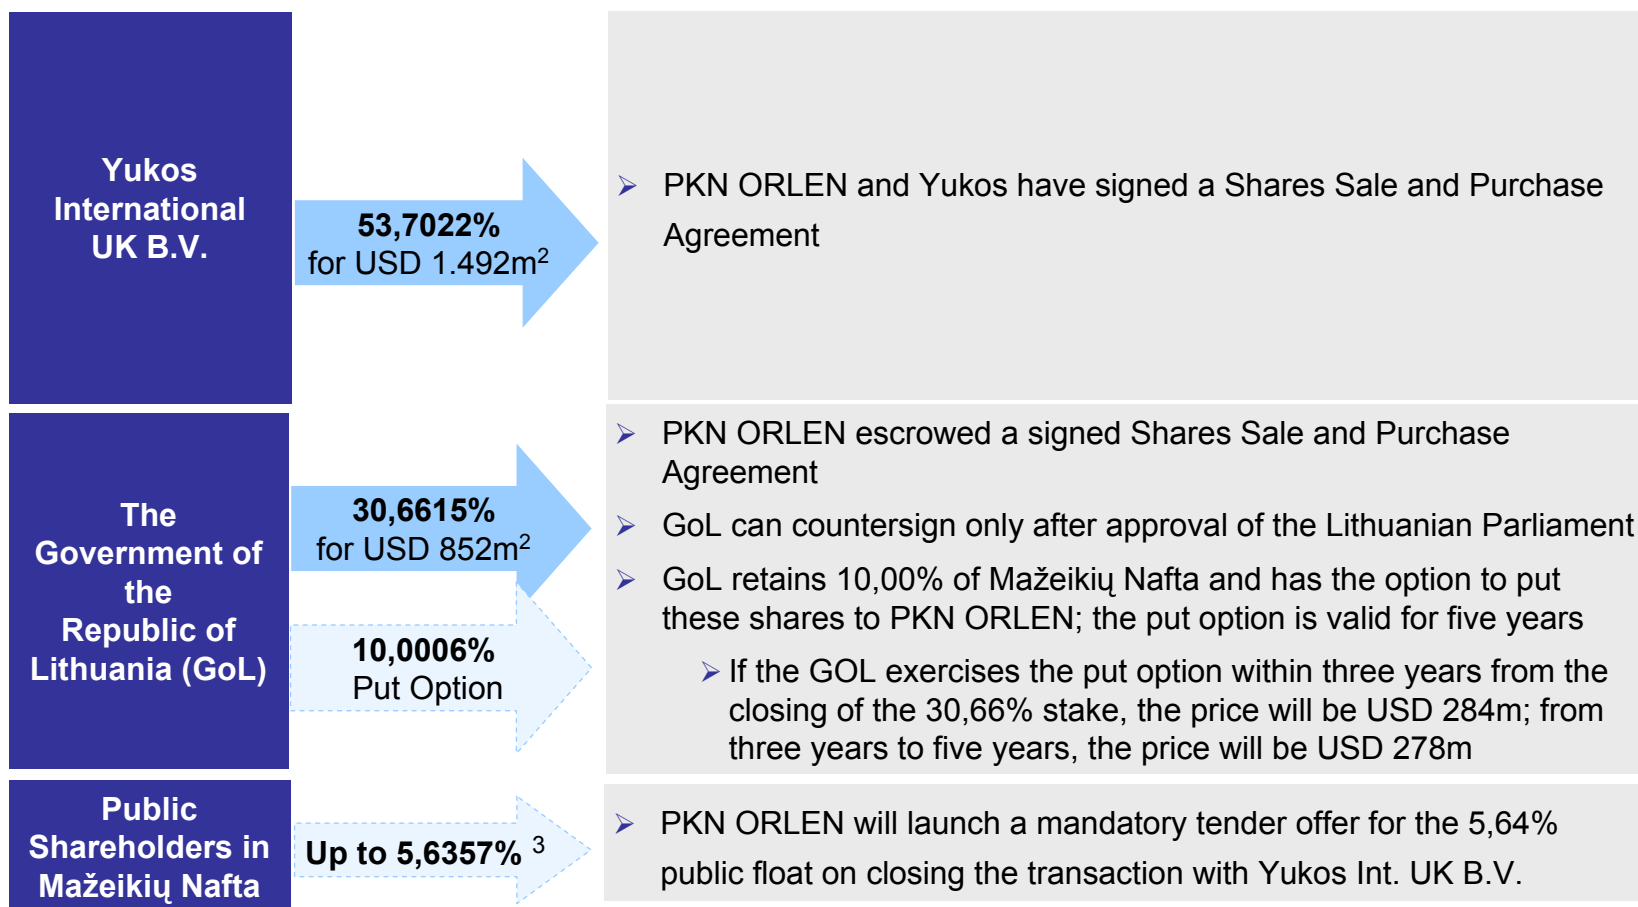 Yukos
International
UK B.V.
53,7022%
for USD 1.492m²
➢ PKN ORLEN and Yukos have signed a Shares Sale and Purchase
Agreement
The
Government of
the
Republic of
Lithuania (GoL)
30,6615%
for USD 852m²
10,0006%
Put Option
➢ PKN ORLEN escrowed a signed Shares Sale and Purchase
Agreement
➢ GoL can countersign only after approval of the Lithuanian Parliament
➢ GoL retains 10,00% of Mažeikių Nafta and has the option to put
these shares to PKN ORLEN; the put option is valid for five years
➢ If the GOL exercises the put option within three years from the
closing of the 30,66% stake, the price will be USD 284m; from
three years to five years, the price will be USD 278m
Public
Shareholders in
Mažeikių Nafta
Up to 5,6357% ³
➢ PKN ORLEN will launch a mandatory tender offer for the 5,64%
public float on closing the transaction with Yukos Int. UK B.V.